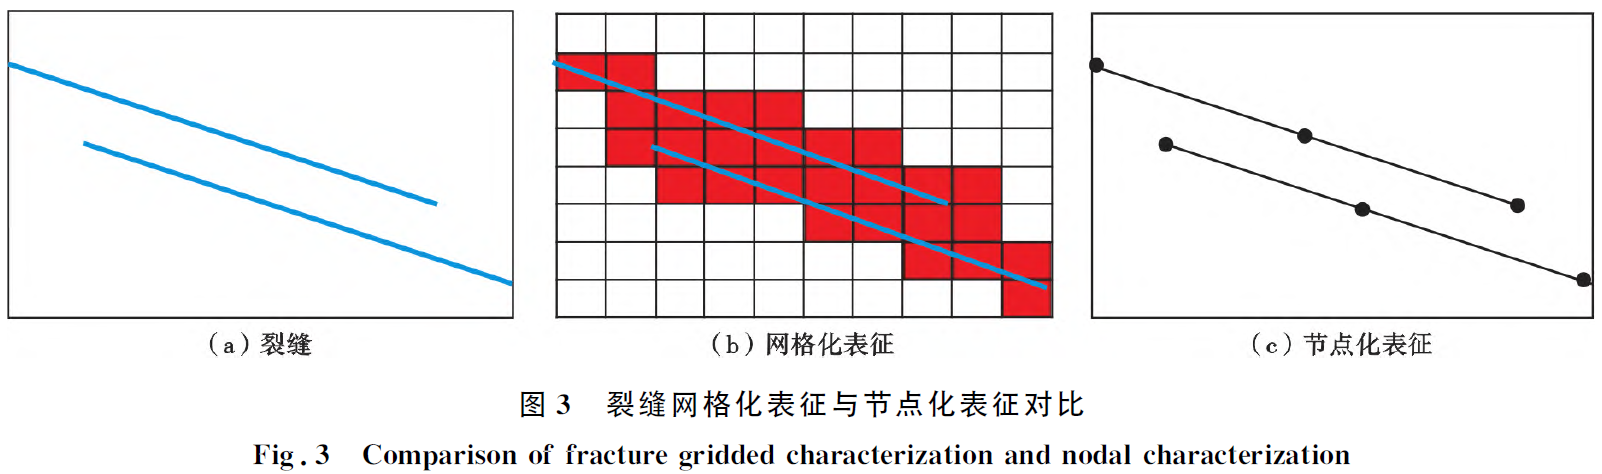 （a）裂缝
（b）网格化表征
（c）节点化表征
图 3 裂缝网格化表征与节点化表征对比
Fig. 3 Comparison of fracture gridded characterization and nodal characterization